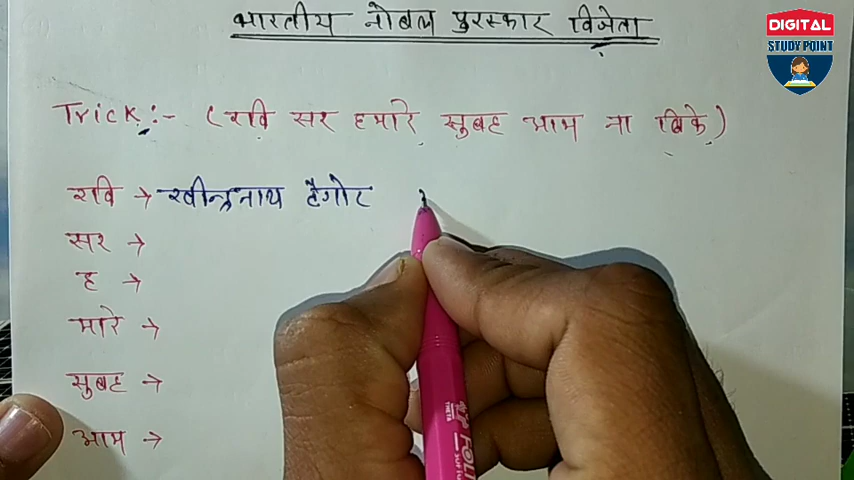 भारतीय नोबल पुरस्कार विजेता
DIGITAL
STUDY POINT
Trick:- (रवि सर हमारे सुबह आम ना बिके)
रवि → रवीन्द्रनाथ टैगोर
सर →
ह →
मारे →
सुबह →
आम →